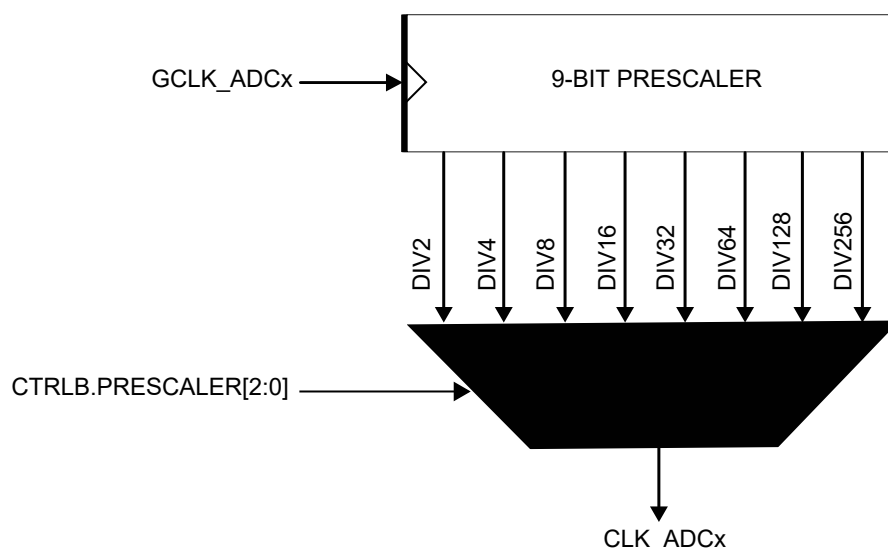 GCLK_ADCx
9-BIT PRESCALER
DIV2
DIV4
DIV8
DIV16
DIV32
DIV64
DIV128
DIV256
CTRLB.PRESCALER[2:0]
CLK_ADCx